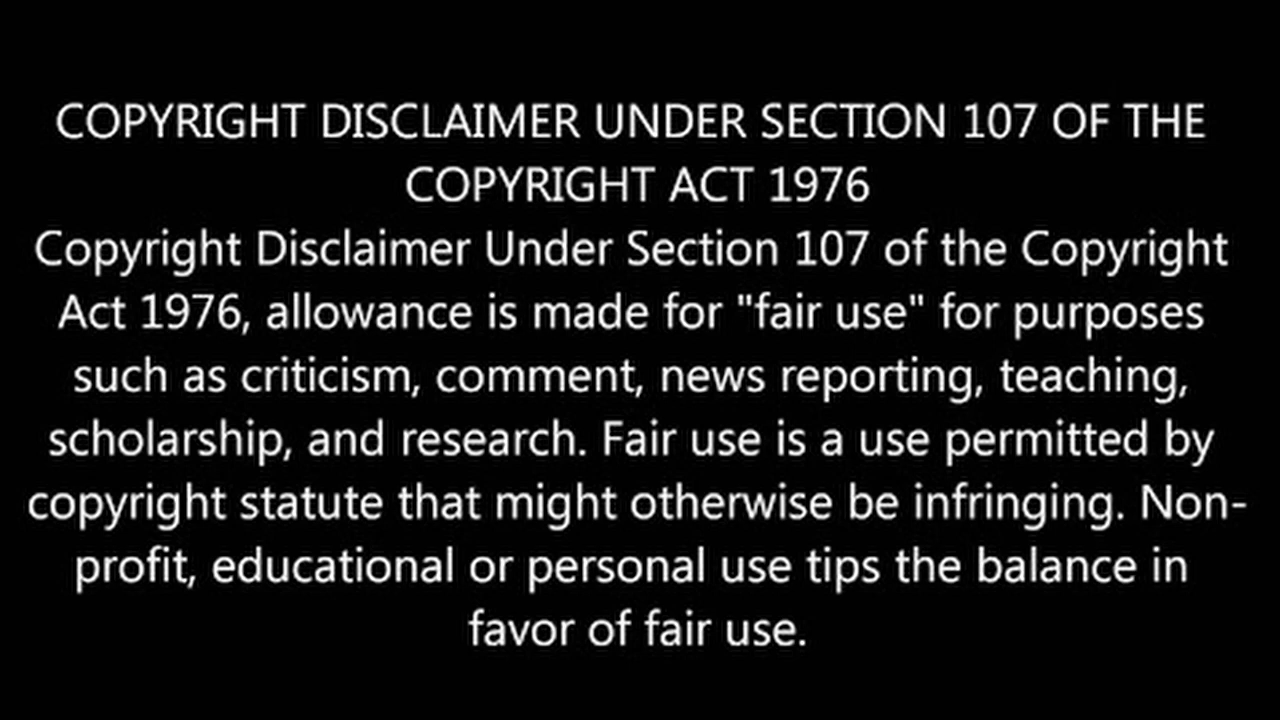 COPYRIGHT DISCLAIMER UNDER SECTION 107 OF THE
COPYRIGHT ACT 1976
Copyright Disclaimer Under Section 107 of the Copyright
Act 1976, allowance is made for "fair use" for purposes
such as criticism, comment, news reporting, teaching,
scholarship, and research. Fair use is a use permitted by
copyright statute that might otherwise be infringing. Non-
profit, educational or personal use tips the balance in
favor of fair use.